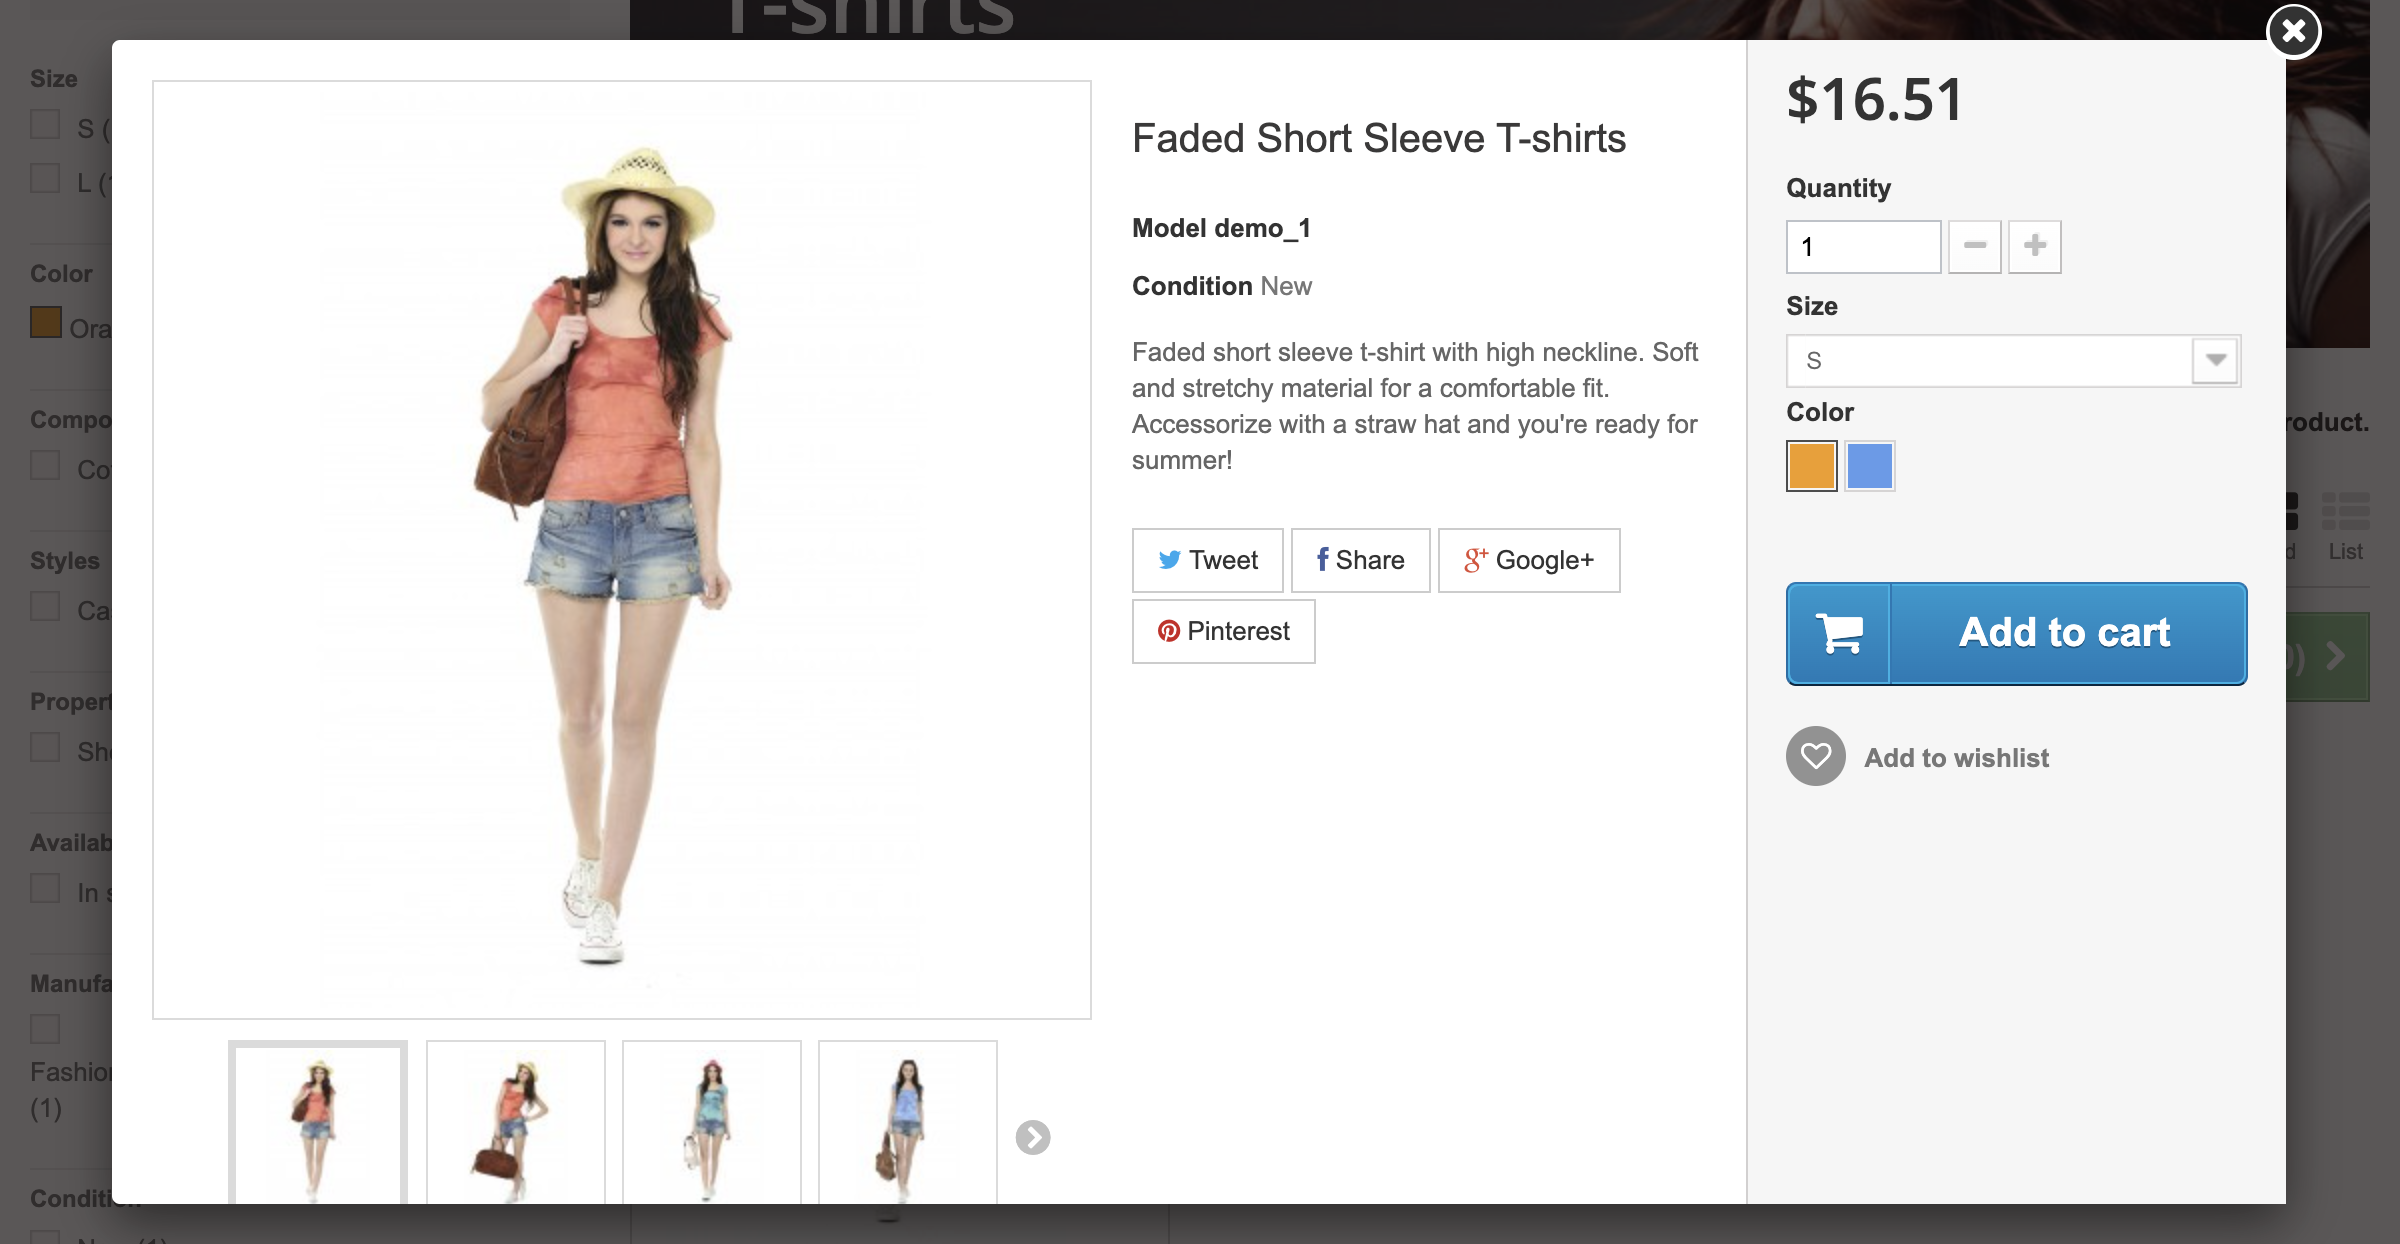 T-shirts
Size
S (
L (
Color
Ora
Compo
Co
Styles
Ca
Propert
Sh
Availab
In s
Manufa
Fashion
(1)
Condition
New (1)
Faded Short Sleeve T-shirts
Model demo_1
Condition New
Faded short sleeve t-shirt with high neckline. Soft
and stretchy material for a comfortable fit.
Accessorize with a straw hat and you're ready for
summer!
Tweet
f Share
g+ Google+
Pinterest
$16.51
Quantity
1
Size
S
Color
Add to cart
Add to wishlist
roduct.
d List
)